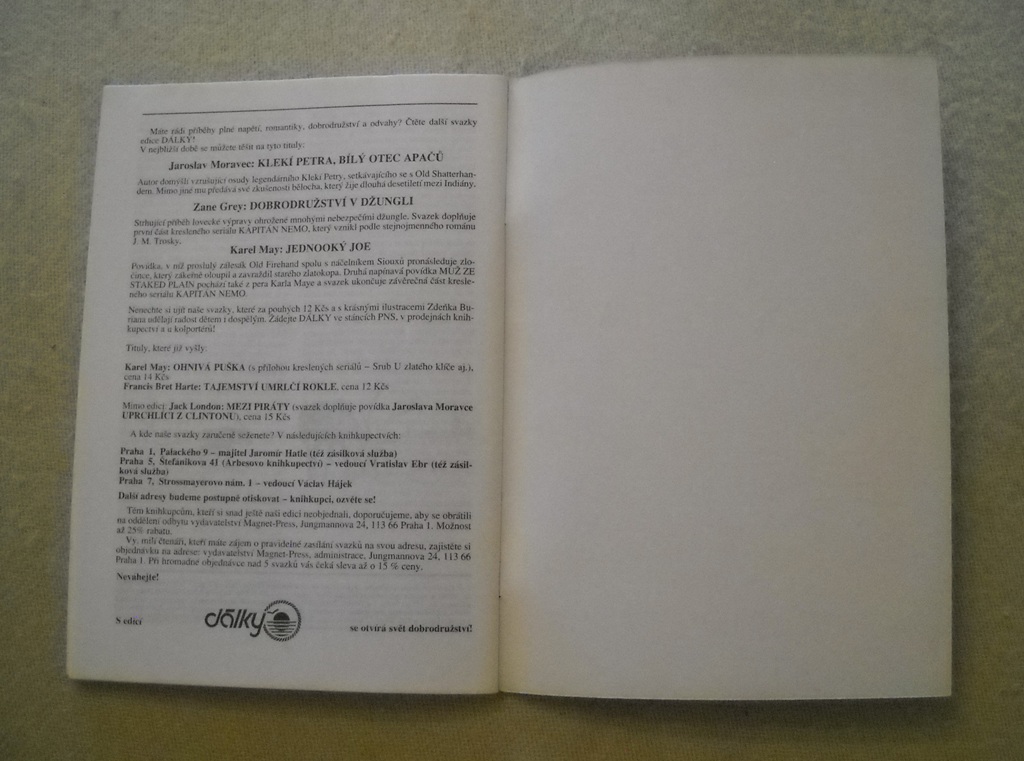 Máte rádi příběhy plné napětí, romantiky, dobrodružství a odvahy? Čtěte další svazky
edice DÁLKY!
V nejbližší době se můžete těšit na tyto tituly:
Jaroslav Moravec: KLEKÍ PETRA, BÍLÝ OTEC APAČŮ
Autor domýšlí vzrušující osudy legendárního Klekí Petry, setkávajícího se s Old Shatterhan-
dem. Mimo jiné mu předává své zkušenosti bělocha, který žije dlouhá desetiletí mezi Indiány.
Zane Grey: DOBRODRUŽSTVÍ V DŽUNGLI
Strhující příběh lovecké výpravy ohrožené mnohými nebezpečími džungle. Svazek doplňuje
první část kresleného seriálu KAPITÁN NEMO, který vznikl podle stejnojmenného románu
J. M. Trosky.
Karel May: JEDNOOKÝ JOE
Povídka, v níž proslulý zálesák Old Firehand spolu s náčelníkem Siouxů pronásleduje zlo-
čince, který zákeřně oloupil a zavraždil starého zlatokopa. Druhá napínavá povídka MUŽ ZE
STAKED PLAIN pochází také z pera Karla Maye a svazek ukončuje závěrečná část kresle-
ného seriálu KAPITÁN NEMO.
Nenechte si ujít naše svazky, které za pouhých 12 Kčs a s krásnými ilustracemi Zdeňka Bu-
riana udělají radost dětem i dospělým. Žádejte DÁLKY ve stáncích PNS, v prodejnách knih-
kupectví a u kolportérů!
Tituly, které již vyšly:
Karel May: OHNIVÁ PUŠKA (s přílohou kreslených seriálů – Srub U zlatého klíče aj.),
cena 14 Kčs
Francis Bret Harte: TAJEMSTVÍ UMRLČÍ ROKLE, cena 12 Kčs
Mimo edici: Jack London: MEZI PIRÁTY (svazek doplňuje povídka Jaroslava Moravce
UPRCHLÍCI Z CLINTONU), cena 15 Kčs
A kde naše svazky zaručeně seženete? V následujících knihkupectvích:
Praha 1, Palackého 9 – majitel Jaromír Hatle (též zásilková služba)
Praha 5, Štefánikova 41 (Arbesovo knihkupectví) – vedoucí Vratislav Ebr (též zásil-
ková služba)
Praha 7, Strossmayerovo nám. 1 – vedoucí Václav Hájek
Další adresy budeme postupně otiskovat – knihkupci, ozvěte se!
Těm knihkupcům, kteří si snad ještě naši edici neobjednali, doporučujeme, aby se obrátili
na oddělení odbytu vydavatelství Magnet-Press, Jungmannova 24, 113 66 Praha 1. Možnost
až 25% rabatu.
Vy, milí čtenáři, kteří máte zájem o pravidelné zasílání svazků na svou adresu, zajistěte si
objednávku na adrese: vydavatelství Magnet-Press, administrace, Jungmannova 24, 113 66
Praha 1. Při hromadné objednávce nad 5 svazků vás čeká sleva až o 15 % ceny.
Neváhejte!
S edicí dálky se otvírá svět dobrodružství!